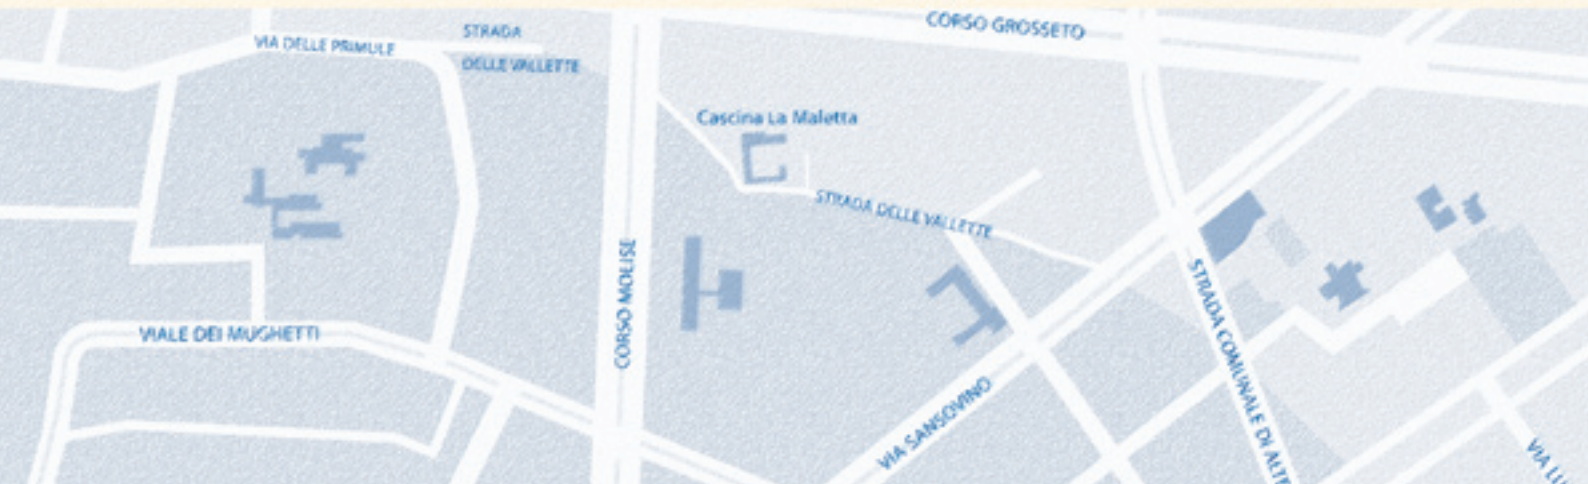 CORSO GROSSETO
STRADA
DELLE VALLETTE
VIA DELLE PRIMULE
Cascina La Maletta
STRADA DELLE VALLETTE
CORSO MOLISE
VIALE DEI MUGHETTI
VIA SANSOVINO
STRADA COMUNALE DI
VIA